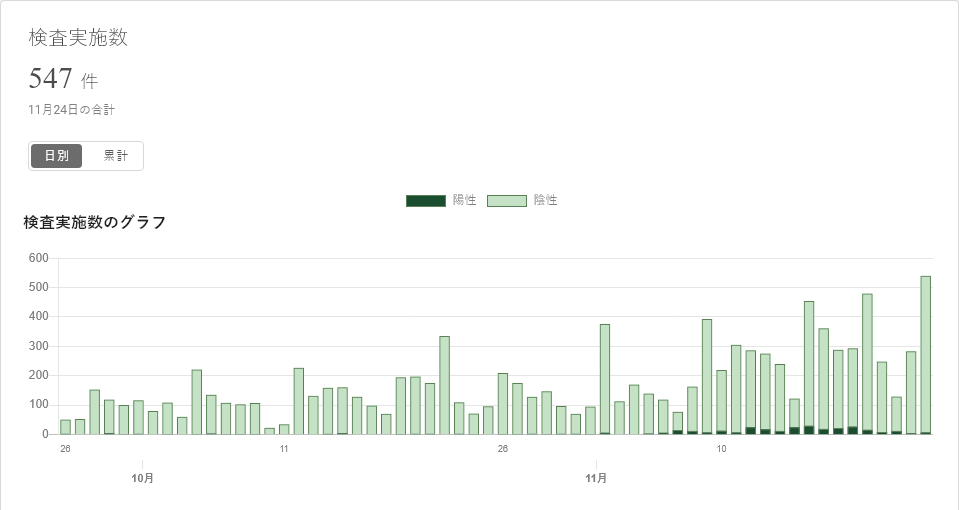 検査実施数
547 件
11月24日の合計
日別 累計
陽性 陰性
検査実施数のグラフ
600
500
400
300
200
100
0
26 11 26 10
10月 11月